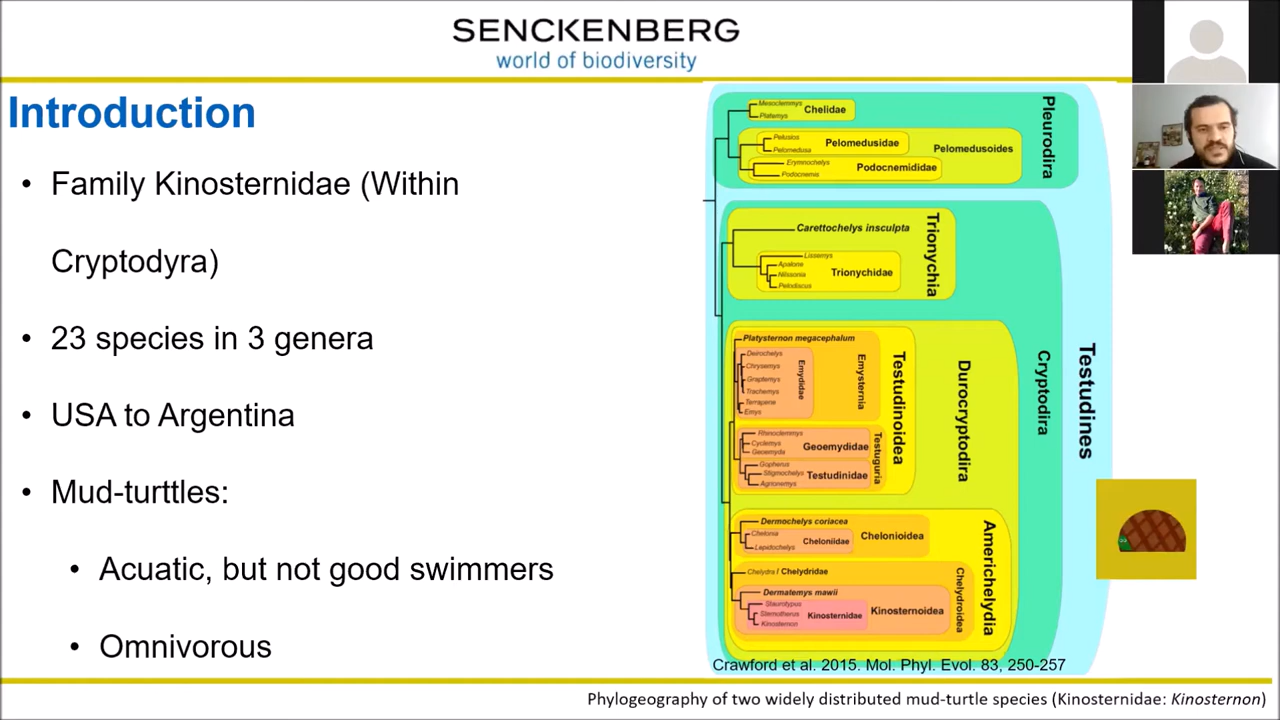 SENCKENBERG
world of biodiversity
Introduction
• Family Kinosternidae (Within
Cryptodyra)
• 23 species in 3 genera
• USA to Argentina
• Mud-turttles:
• Acuatic, but not good swimmers
• Omnivorous
Mesoclemmys
Platemys
Chelidae
Pelusios
Pelomedusa
Pelomedusidae
Erymnochelys
Podocnemis
Podocnemididae
Pelomedusoides
Pleurodira
Carettochelys insculpta
Lissemys
Apalone
Nilssonia
Pelodiscus
Trionychidae
Trionychia
Platysternon megacephalum
Deirochelys
Chrysemys
Graptemys
Trachemys
Terrapene
Emys
Emydidae
Emysternia
Rhinoclemmys
Cyclemys
Geoemyda
Geoemydidae
Gopherus
Stigmochelys
Agrionemys
Testudinidae
Testuguria
Testudinoidea
Durocryptodira
Cryptodira
Testudines
Dermochelys coriacea
Chelonia
Lepidochelys
Cheloniidae
Chelonioidea
Chelydra / Chelydridae
Dermatemys mawii
Staurotypus
Sternotherus
Kinosternon
Kinosternidae
Kinosternoidea
Chelydroidea
Americhelydia
Crawford et al. 2015. Mol. Phyl. Evol. 83, 250-257
Phylogeography of two widely distributed mud-turtle species (Kinosternidae: Kinosternon)